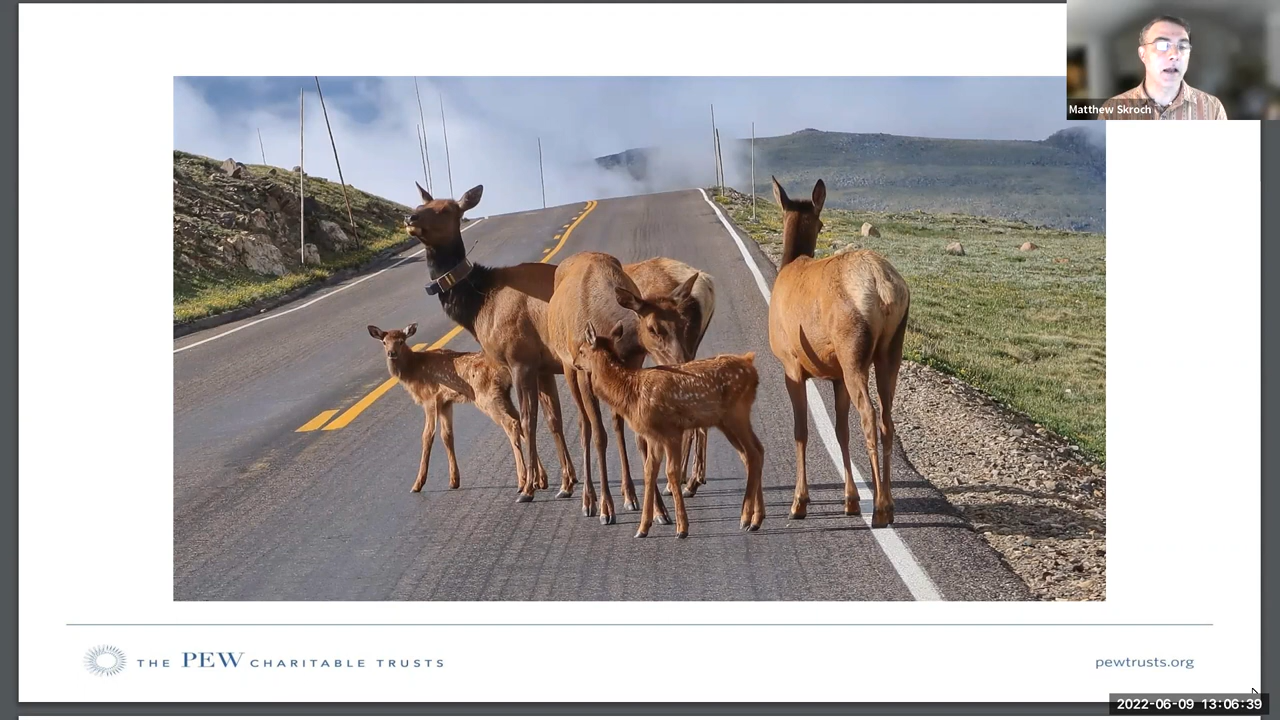 Matthew Skroch
THE PEW CHARITABLE TRUSTS
pewtrusts.org
2022-06-09 13:06:39